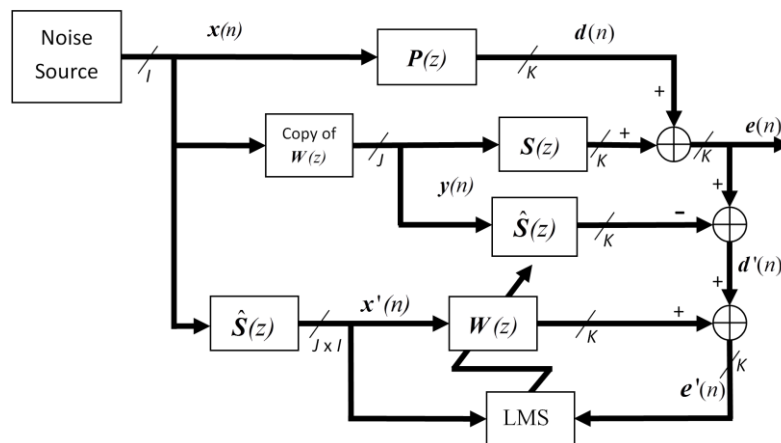 Noise
Source
I
x(n)
P(z)
K
d(n)
+
Copy of
W(z)
J
S(z)
K
+
K
e(n)
y(n)
Ŝ(z)
K
-
+
d'(n)
Ŝ(z)
J x I
x'(n)
W(z)
K
+
+
K
e'(n)
LMS